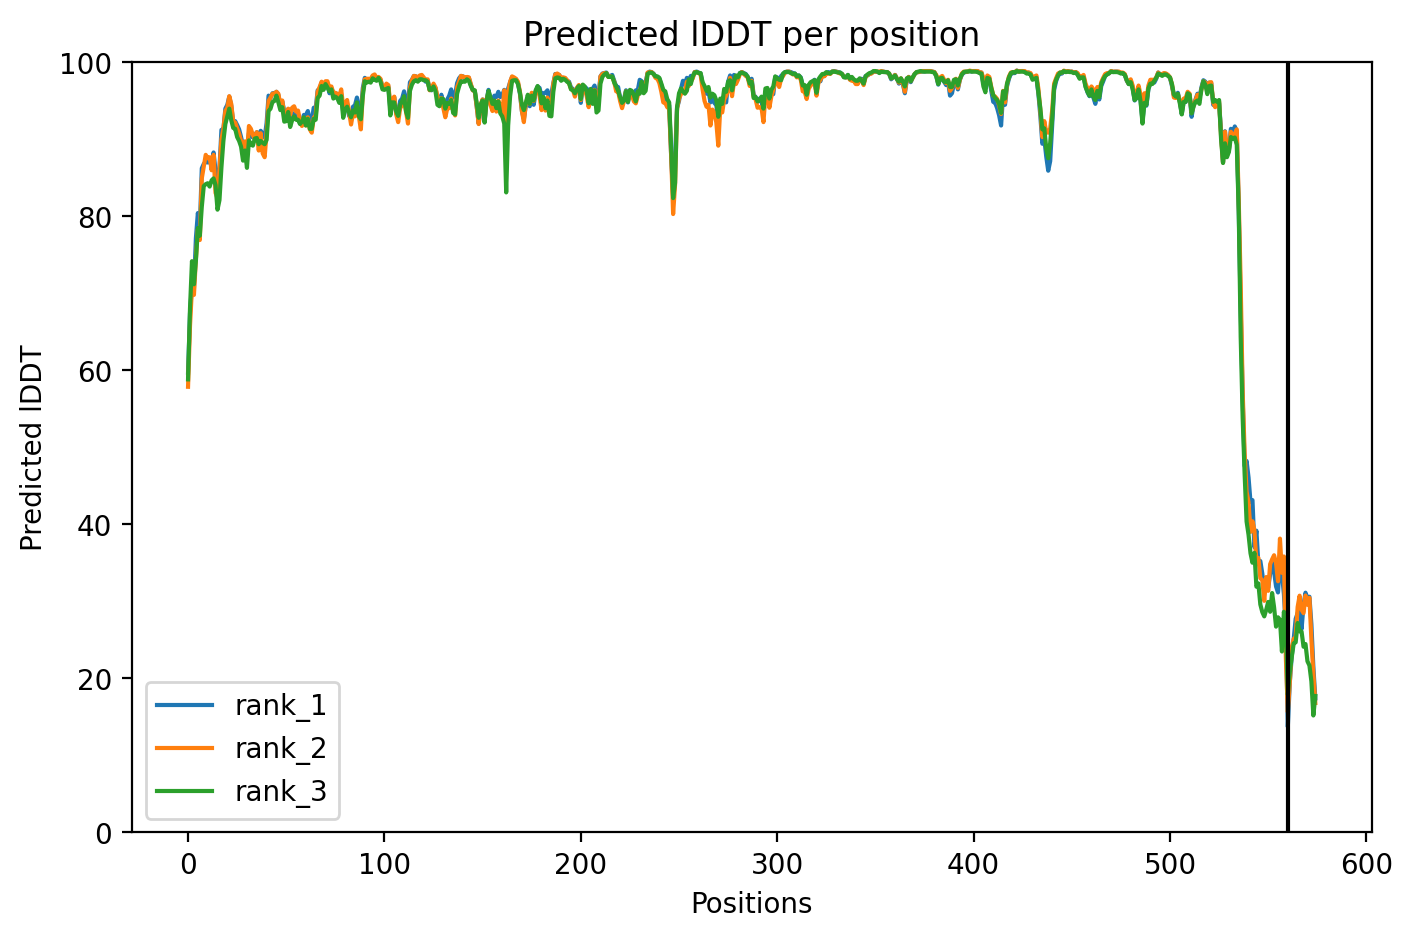 Predicted lDDT per position
Predicted lDDT
100
80
60
40
20
0
rank_1
rank_2
rank_3
0 100 200 300 400 500 600
Positions